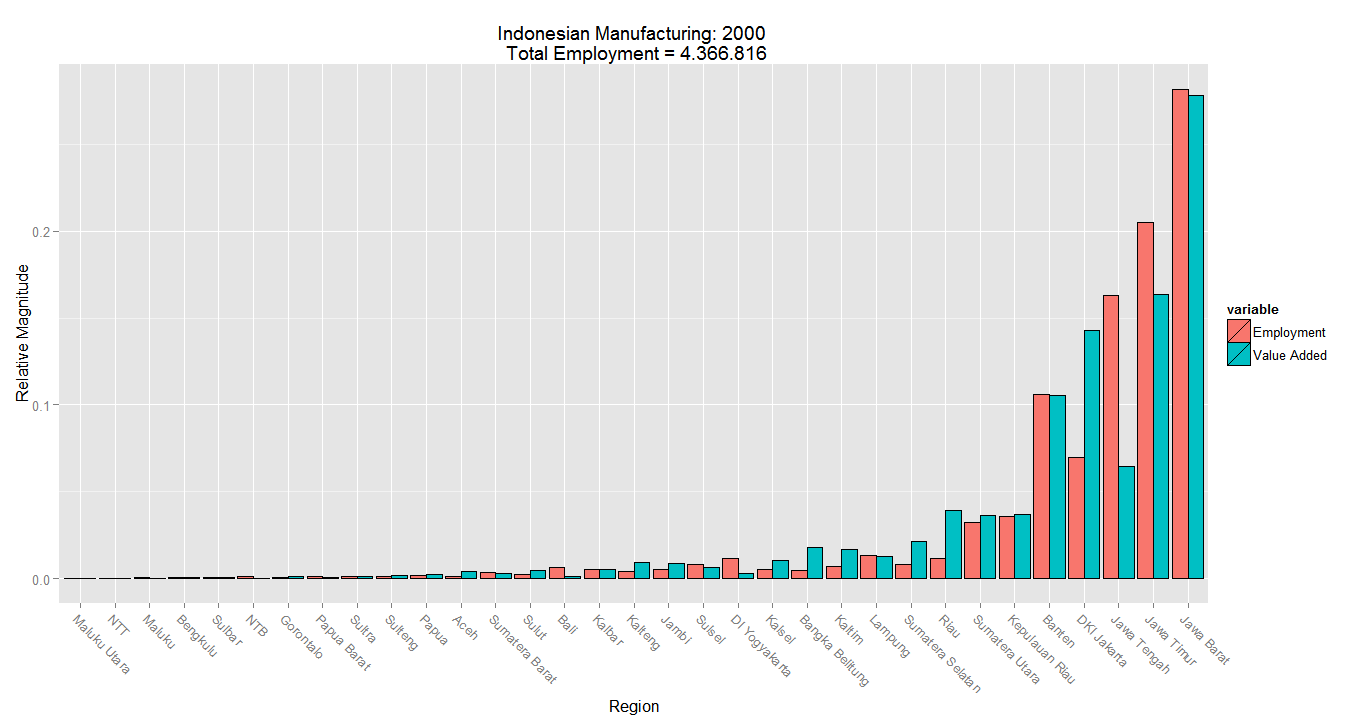 Indonesian Manufacturing: 2000
Total Employment = 4.366.816
Relative Magnitude
0.2
0.1
0.0
Maluku Utara
NTT
Maluku
Bengkulu
Sulbar
NTB
Gorontalo
Papua Barat
Sultra
Sulteng
Papua
Aceh
Sumatera Barat
Sulut
Bali
Kalbar
Kalteng
Jambi
Sulsel
DI Yogyakarta
Kalsel
Bangka Belitung
Kaltim
Lampung
Sumatera Selatan
Riau
Sumatera Utara
Kepulauan Riau
Banten
DKI Jakarta
Jawa Tengah
Jawa Timur
Jawa Barat
Region
variable
Employment
Value Added